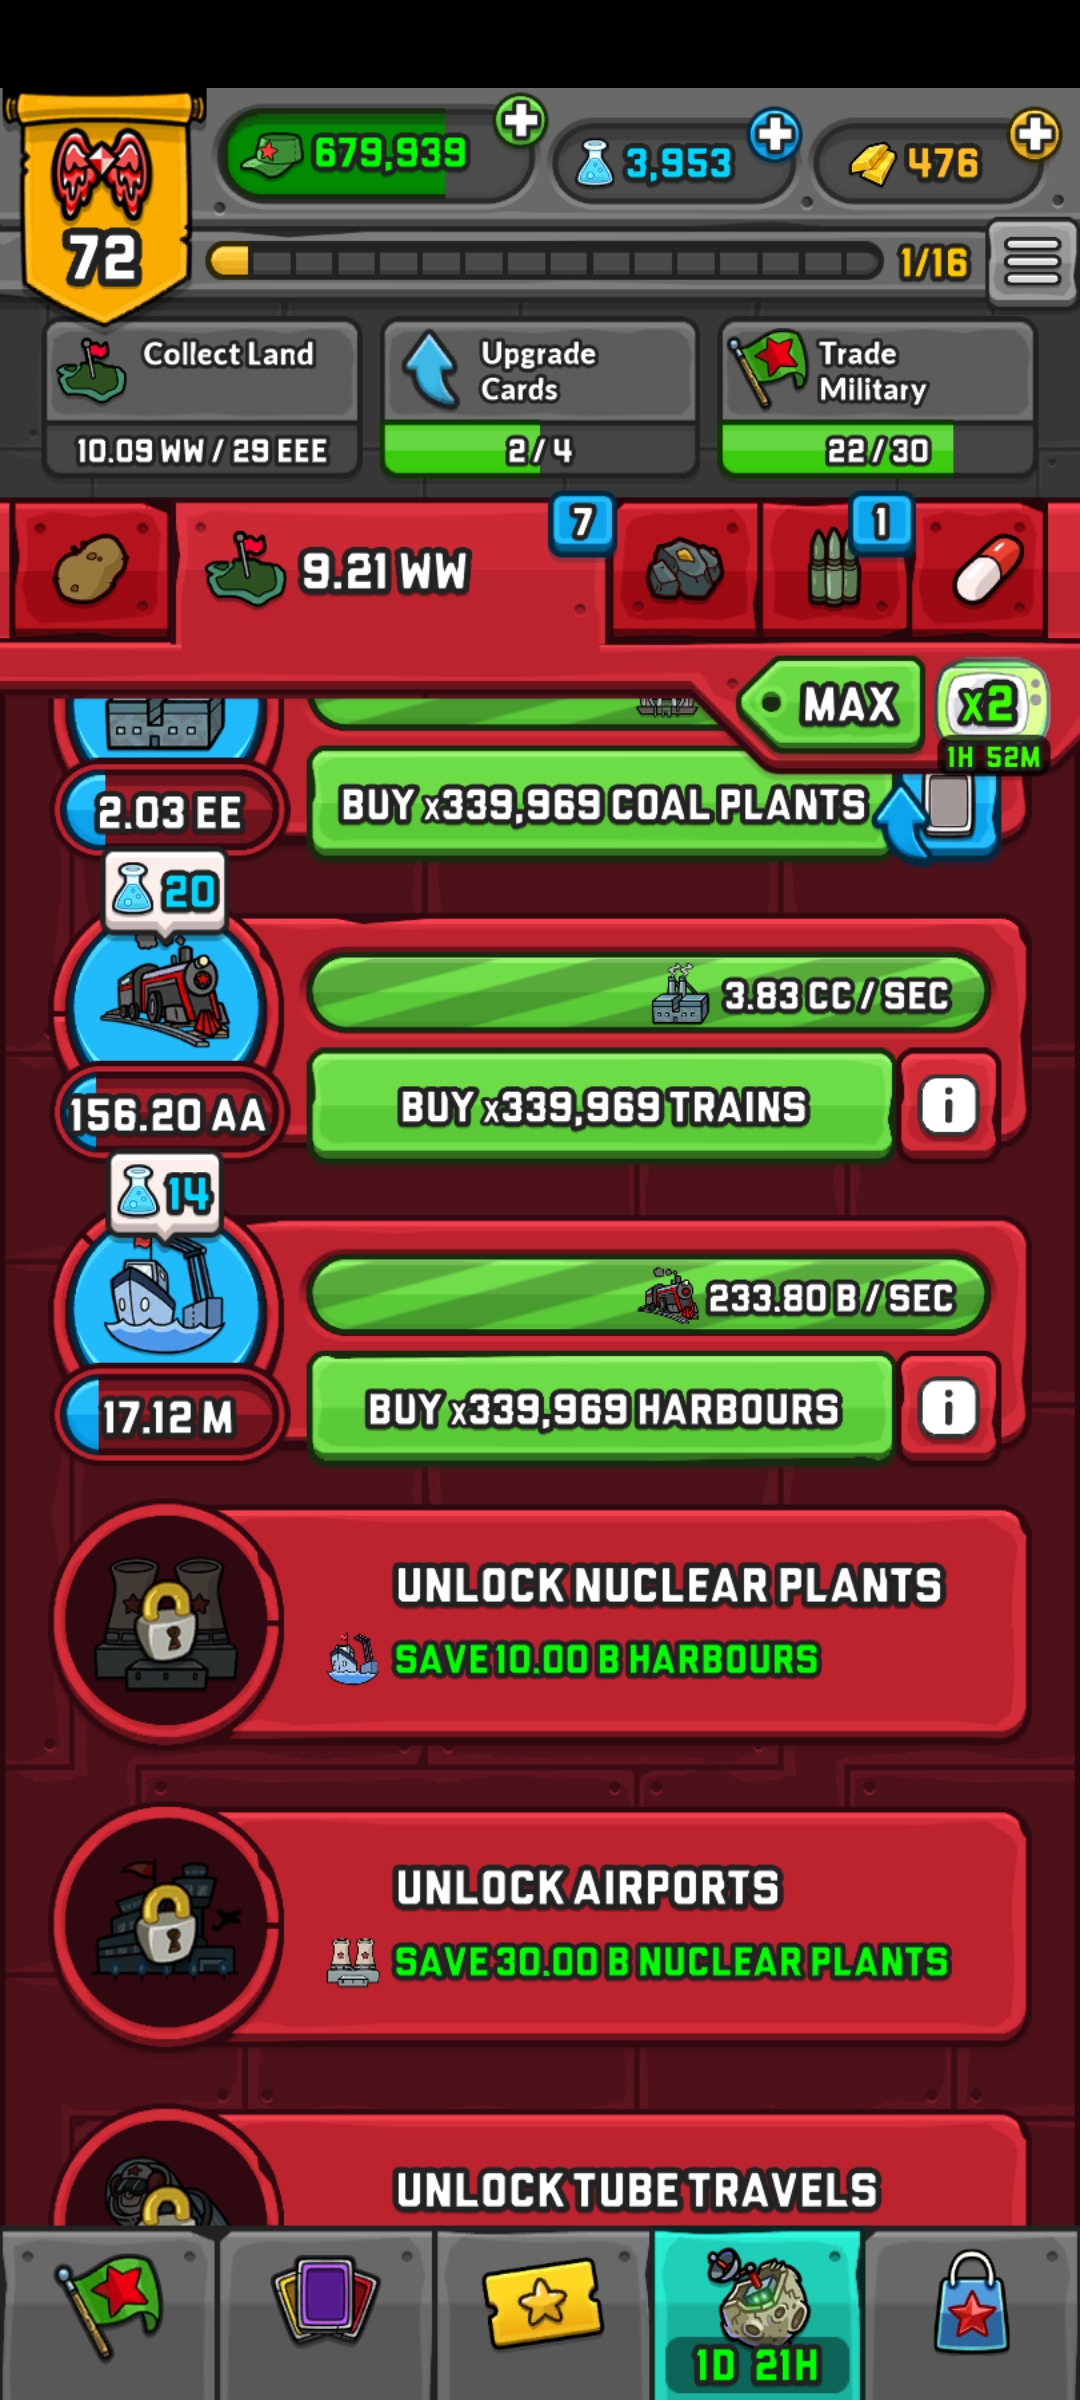 679,939
3,953
476
72
1/16
Collect Land
10.09 WW / 29 EEE
Upgrade
Cards
2 / 4
Trade
Military
22 / 30
9.21 WW
7
1
MAX
x2
1H 52M
2.03 EE
BUY x339,969 COAL PLANTS
20
3.83 CC / SEC
156.20 AA
BUY x339,969 TRAINS
i
14
233.80 B / SEC
17.12 M
BUY x339,969 HARBOURS
i
UNLOCK NUCLEAR PLANTS
SAVE 10.00 B HARBOURS
UNLOCK AIRPORTS
SAVE 30.00 B NUCLEAR PLANTS
UNLOCK TUBE TRAVELS
1D 21H